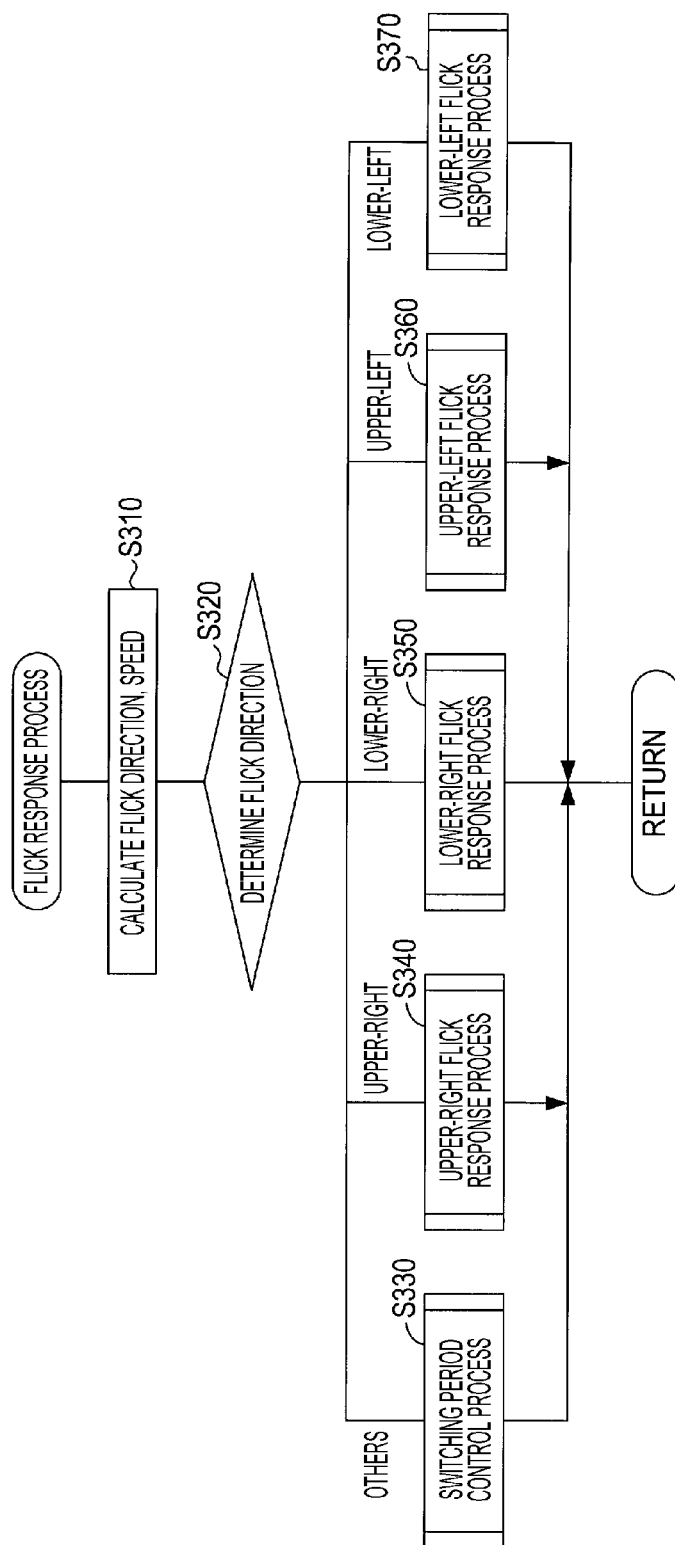 FLICK RESPONSE PROCESS
S310
CALCULATE FLICK DIRECTION, SPEED
S320
DETERMINE FLICK DIRECTION
OTHERS
S330
SWITCHING PERIOD
CONTROL PROCESS
UPPER-RIGHT
S340
UPPER-RIGHT FLICK
RESPONSE PROCESS
LOWER-RIGHT
S350
LOWER-RIGHT FLICK
RESPONSE PROCESS
UPPER-LEFT
S360
UPPER-LEFT FLICK
RESPONSE PROCESS
LOWER-LEFT
S370
LOWER-LEFT FLICK
RESPONSE PROCESS
RETURN